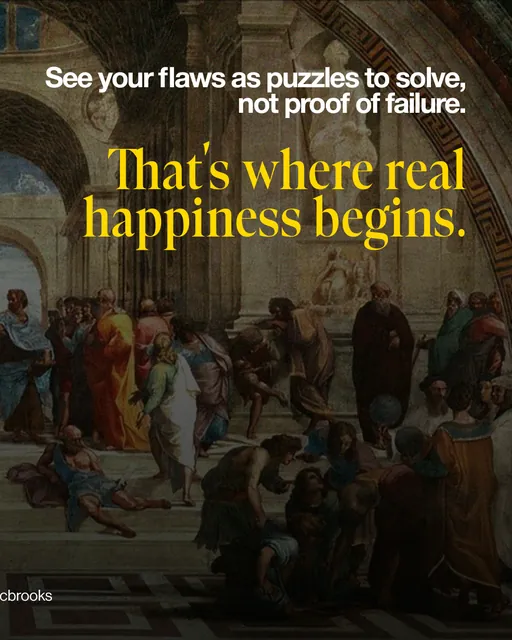 See your flaws as puzzles to solve,
not proof of failure.
That's where real
happiness begins.
cbrooks